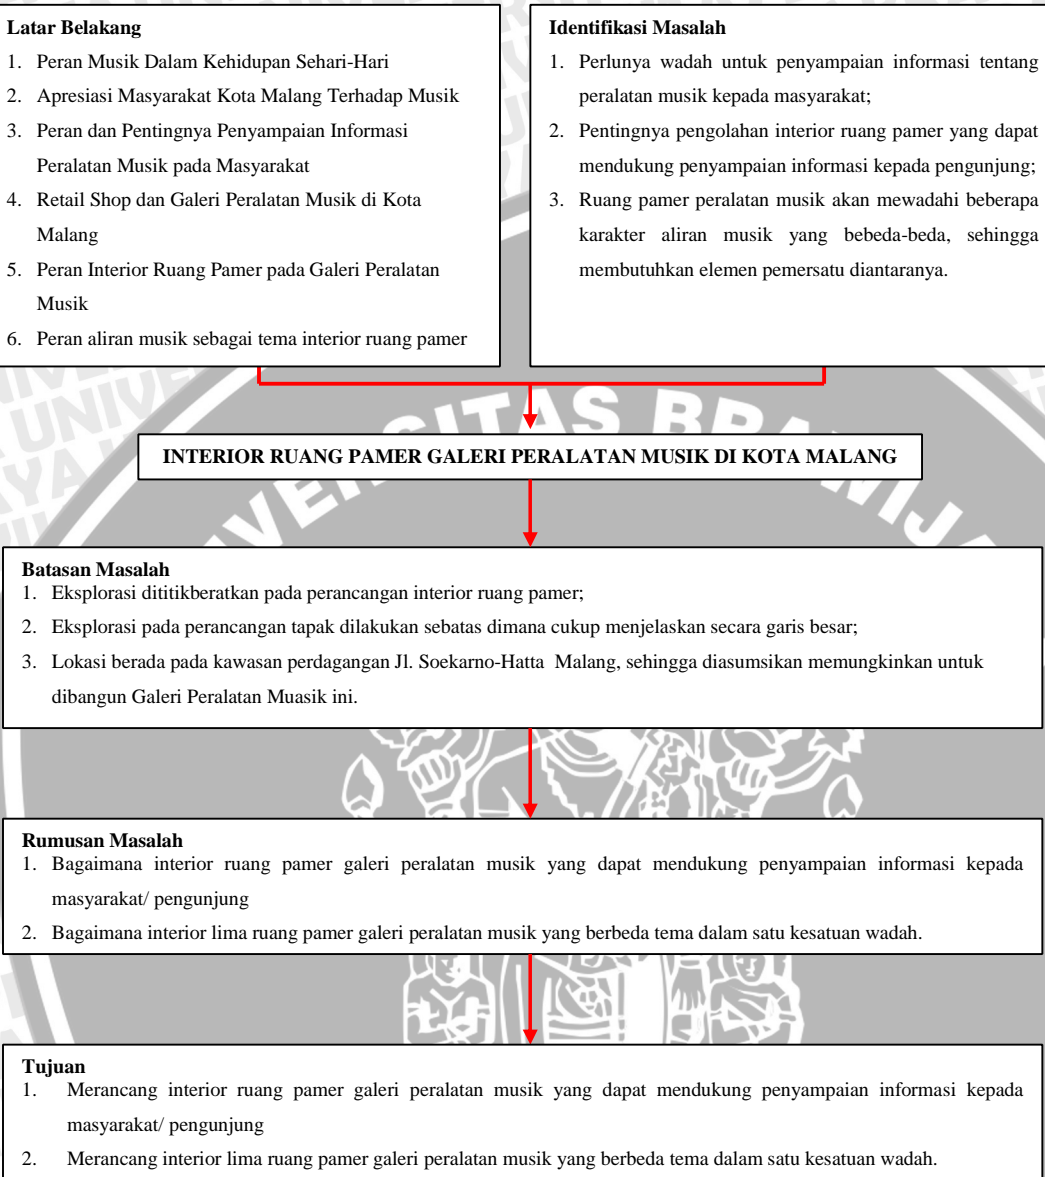 Latar Belakang
1. Peran Musik Dalam Kehidupan Sehari-Hari
2. Apresiasi Masyarakat Kota Malang Terhadap Musik
3. Peran dan Pentingnya Penyampaian Informasi
Peralatan Musik pada Masyarakat
4. Retail Shop dan Galeri Peralatan Musik di Kota
Malang
5. Peran Interior Ruang Pamer pada Galeri Peralatan
Musik
6. Peran aliran musik sebagai tema interior ruang pamer
Identifikasi Masalah
1. Perlunya wadah untuk penyampaian informasi tentang
peralatan musik kepada masyarakat;
2. Pentingnya pengolahan interior ruang pamer yang dapat
mendukung penyampaian informasi kepada pengunjung;
3. Ruang pamer peralatan musik akan mewadahi beberapa
karakter aliran musik yang bebeda-beda, sehingga
membutuhkan elemen pemersatu diantaranya.
INTERIOR RUANG PAMER GALERI PERALATAN MUSIK DI KOTA MALANG
Batasan Masalah
1. Eksplorasi dititikberatkan pada perancangan interior ruang pamer;
2. Eksplorasi pada perancangan tapak dilakukan sebatas dimana cukup menjelaskan secara garis besar;
3. Lokasi berada pada kawasan perdagangan Jl. Soekarno-Hatta Malang, sehingga diasumsikan memungkinkan untuk
dibangun Galeri Peralatan Muasik ini.
Rumusan Masalah
1. Bagaimana interior ruang pamer galeri peralatan musik yang dapat mendukung penyampaian informasi kepada
masyarakat/ pengunjung
2. Bagaimana interior lima ruang pamer galeri peralatan musik yang berbeda tema dalam satu kesatuan wadah.
Tujuan
1. Merancang interior ruang pamer galeri peralatan musik yang dapat mendukung penyampaian informasi kepada
masyarakat/ pengunjung
2. Merancang interior lima ruang pamer galeri peralatan musik yang berbeda tema dalam satu kesatuan wadah.